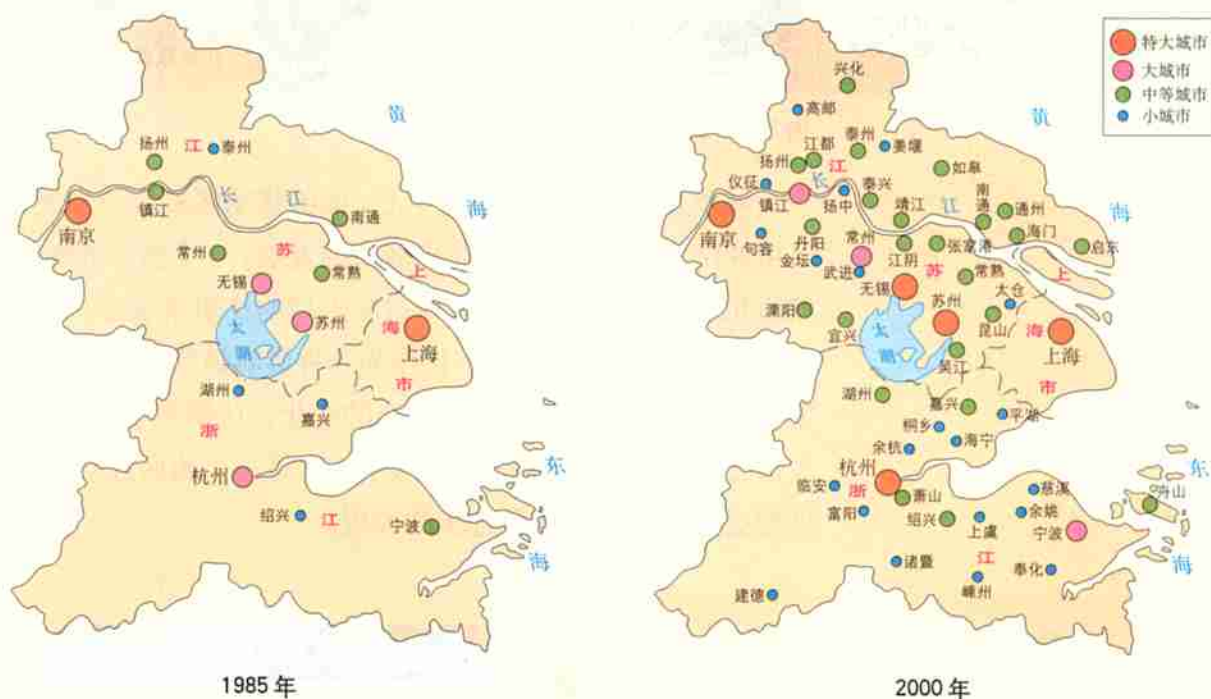 特大城市
大城市
中等城市
小城市
黄
海
扬州
江
泰州
镇江
长
江
南京
南通
常州
苏
无锡
常熟
上
太
湖
苏州
海
上海
市
湖州
嘉兴
浙
杭州
东
绍兴
江
宁波
海
1985年
兴化
高邮
黄
海
江都
泰州
姜堰
扬州
江
如皋
仪征
长
泰兴
南通
通州
镇江
扬中
靖江
江
海门
南京
句容
丹阳
常州
江阴
张家港
启东
金坛
武进
苏
常熟
上
无锡
太仓
溧阳
宜兴
苏州
昆山
海
上海
太
湖
吴江
市
湖州
嘉兴
平湖
桐乡
海宁
余杭
杭州
东
临安
浙
萧山
慈溪
舟山
富阳
绍兴
上虞
余姚
宁波
诸暨
江
奉化
海
嵊州
建德
2000年